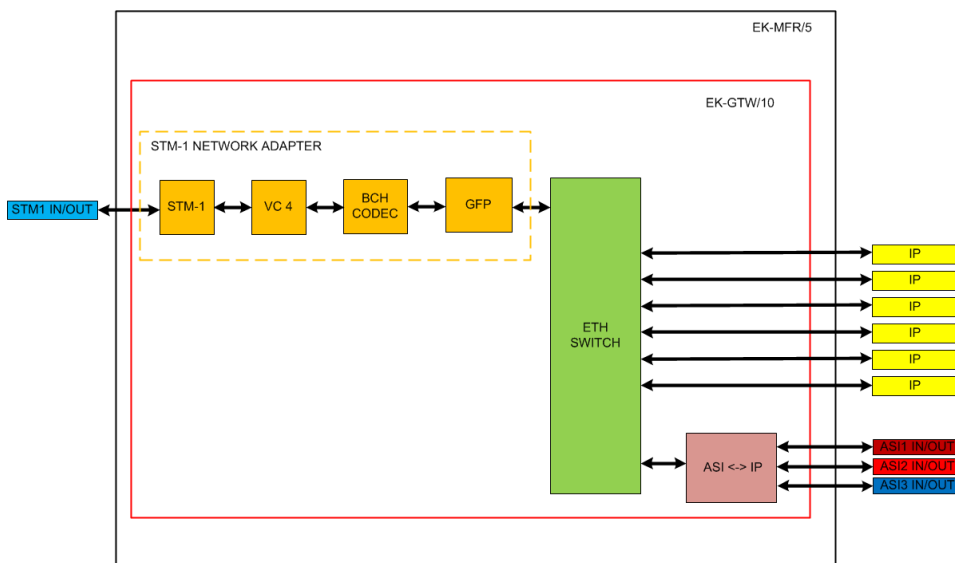 EK-MFR/5
EK-GTW/10
STM-1 NETWORK ADAPTER
STM1 IN/OUT
STM-1
VC 4
BCH
CODEC
GFP
ETH
SWITCH
IP
IP
IP
IP
IP
IP
ASI <-> IP
ASI1 IN/OUT
ASI2 IN/OUT
ASI3 IN/OUT